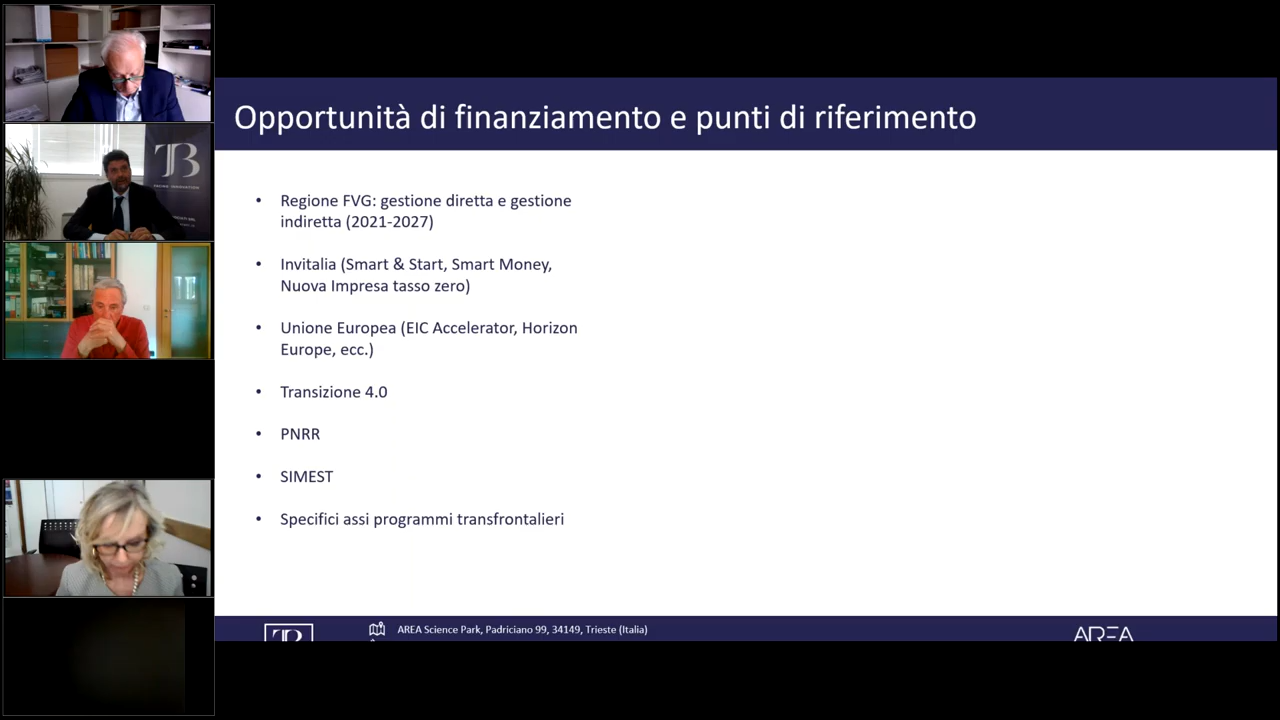 Opportunità di finanziamento e punti di riferimento
• Regione FVG: gestione diretta e gestione
indiretta (2021-2027)
• Invitalia (Smart & Start, Smart Money,
Nuova Impresa tasso zero)
• Unione Europea (EIC Accelerator, Horizon
Europe, ecc.)
• Transizione 4.0
• PNRR
• SIMEST
• Specifici assi programmi transfrontalieri
AREA Science Park, Padriciano 99, 34149, Trieste (Italia)
TB
AREA
TB